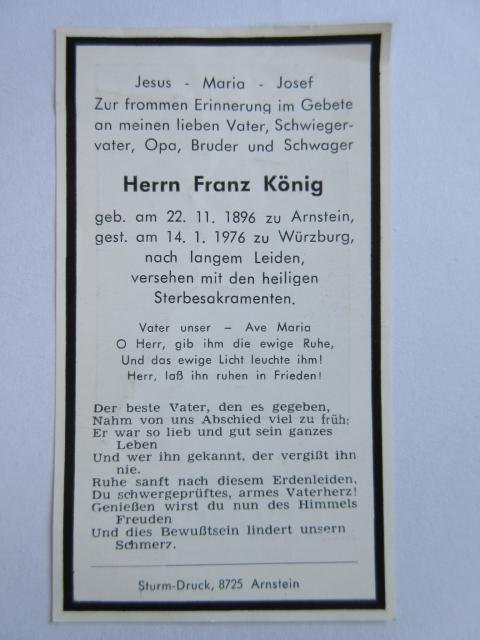 Jesus - Maria - Josef
Zur frommen Erinnerung im Gebete
an meinen lieben Vater, Schwieger-
vater, Opa, Bruder und Schwager
Herrn Franz König
geb. am 22. 11. 1896 zu Arnstein,
gest. am 14. 1. 1976 zu Würzburg,
nach langem Leiden,
versehen mit den heiligen
Sterbesakramenten.
Vater unser – Ave Maria
O Herr, gib ihm die ewige Ruhe,
Und das ewige Licht leuchte ihm!
Herr, laß ihn ruhen in Frieden!
Der beste Vater, den es gegeben,
Nahm von uns Abschied viel zu früh:
Er war so lieb und gut sein ganzes
Leben
Und wer ihn gekannt, der vergißt ihn
nie.
Ruhe sanft nach diesem Erdenleiden,
Du schwergeprüftes, armes Vaterherz!
Genießen wirst du nun des Himmels
Freuden
Und dies Bewußtsein lindert unsern
Schmerz.
Sturm-Druck, 8725 Arnstein